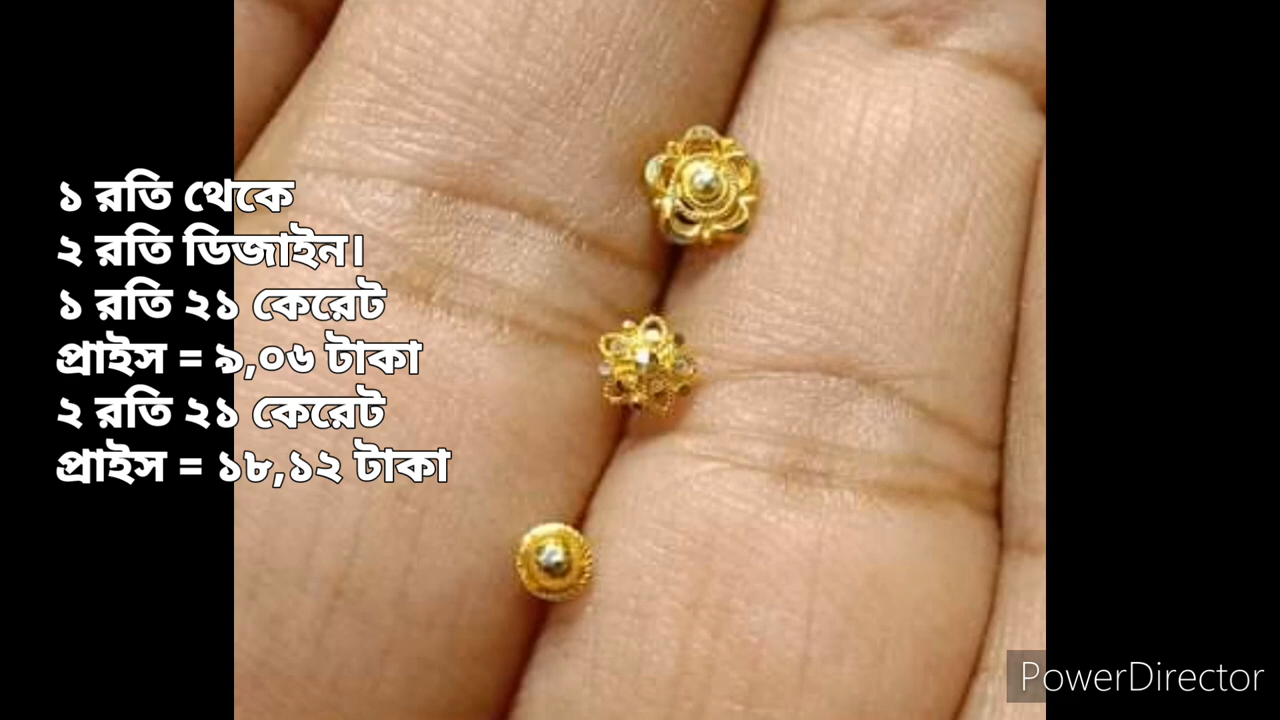 ১ রতি থেকে
২ রতি ডিজাইন।
১ রতি ২১ কেরেট
প্রাইস = ৯,০৬ টাকা
২ রতি ২১ কেরেট
প্রাইস = ১৮,১২ টাকা
PowerDirector